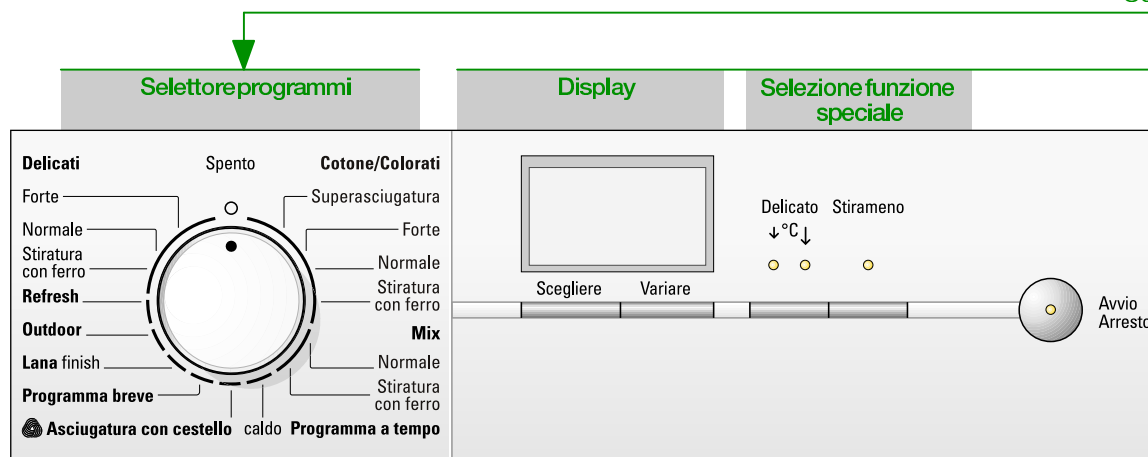 Selettore programmi
Display
Selezione funzione
speciale
Delicati
Spento
Cotone/Colorati
Forte
Superasciugatura
Normale
Forte
Stiratura
con ferro
Normale
Refresh
Stiratura
con ferro
Outdoor
Mix
Lana finish
Normale
Programma breve
Stiratura
con ferro
Asciugatura con cestello
caldo Programma a tempo
Scegliere
Variare
Delicato
Stirameno
↓°C↓
Avvio
Arresto